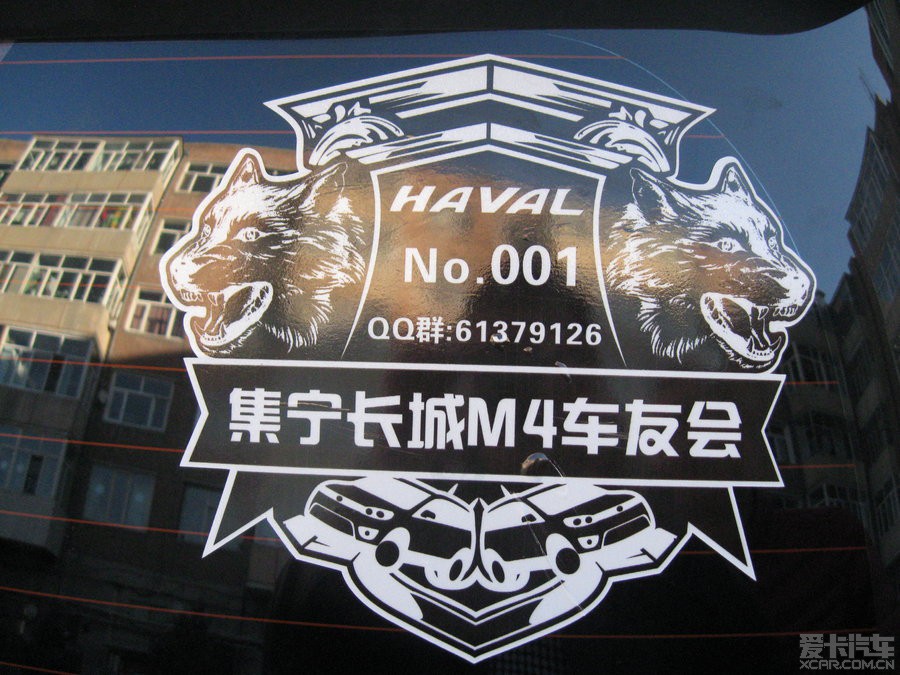 HAVAL
No.001
QQ群:61379126
集宁长城M4车友会
爱卡汽车
XCAR.COM.CN